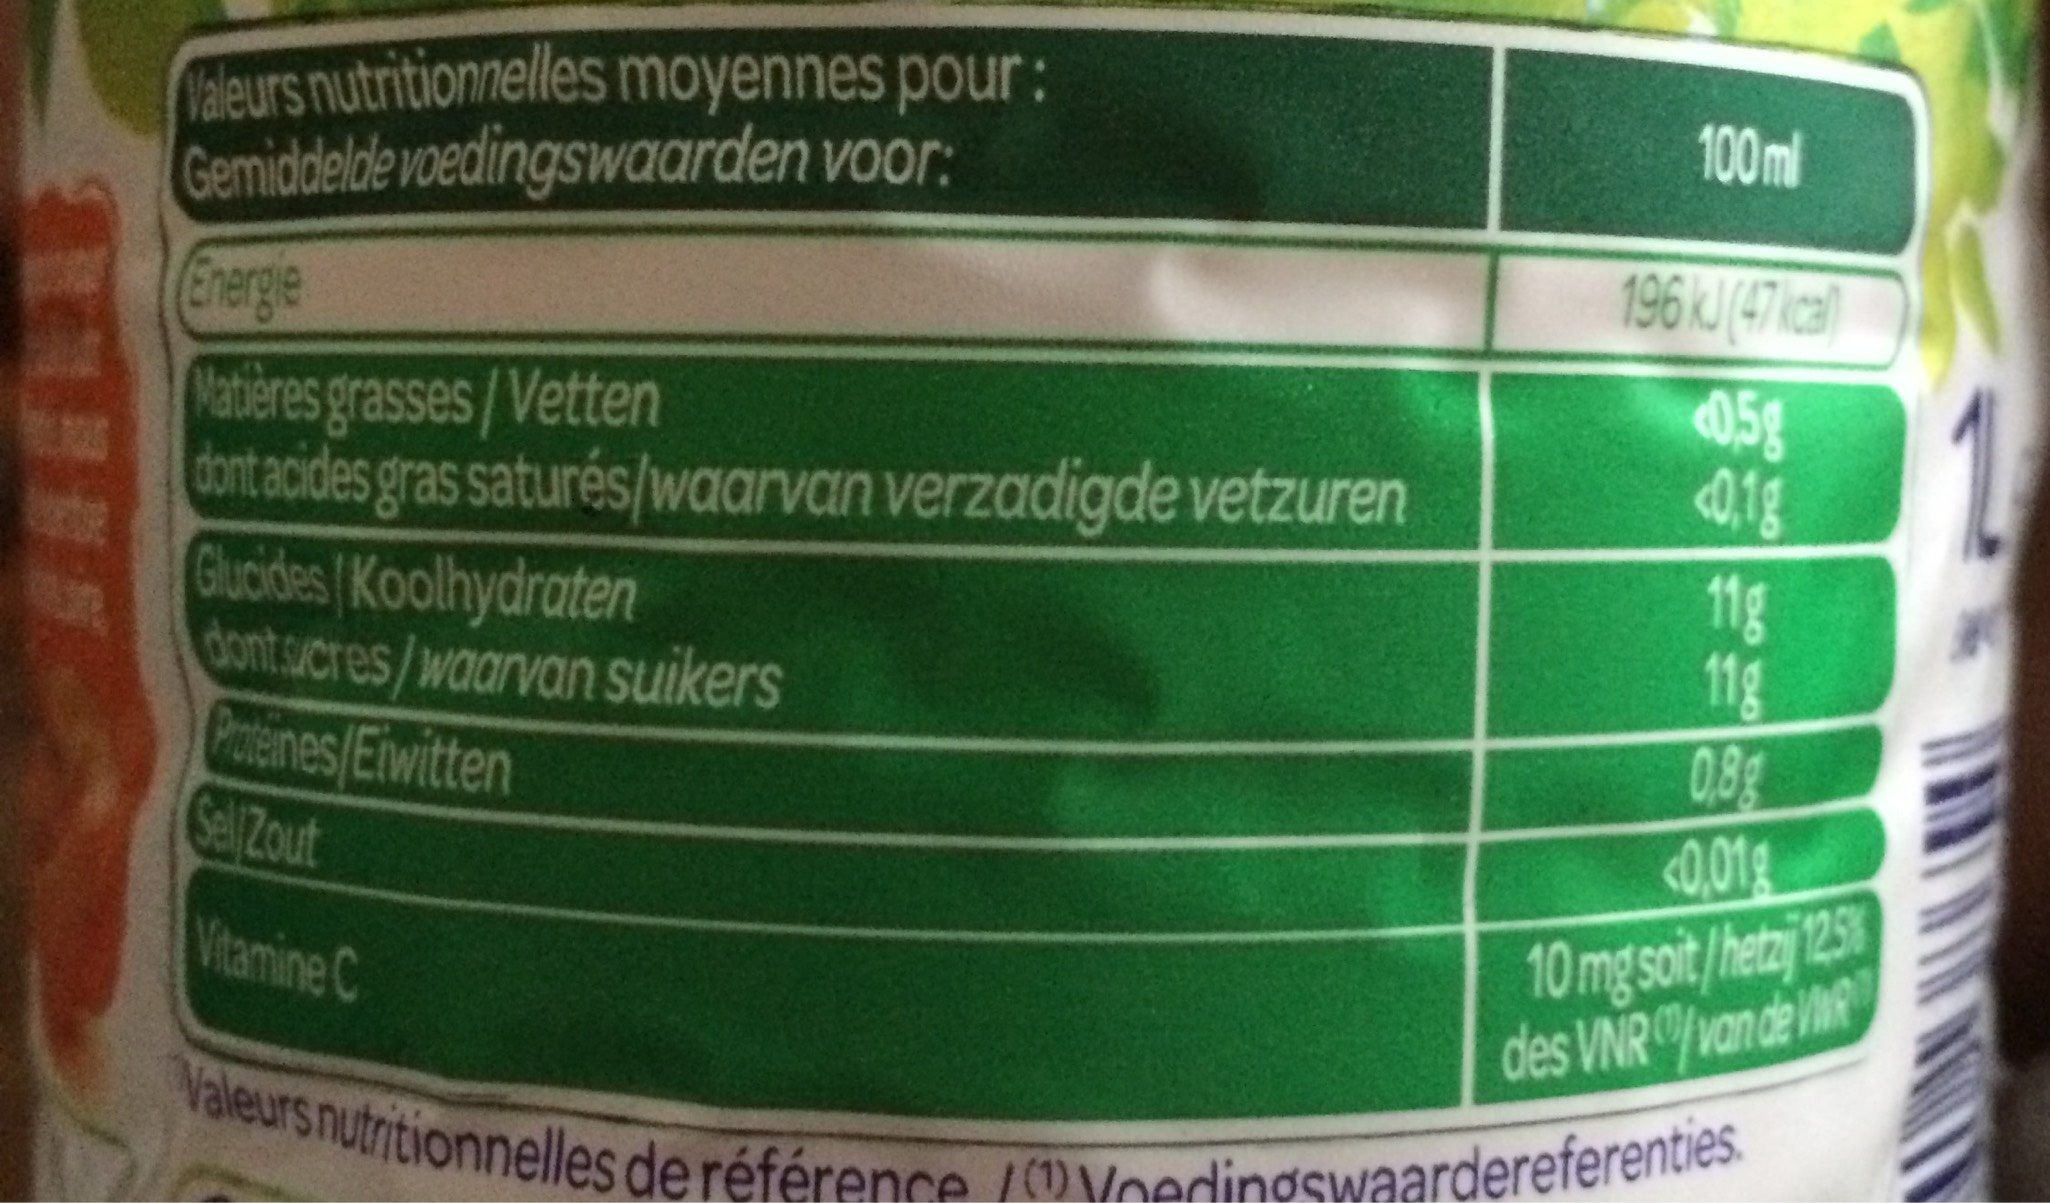 Valeurs nutritionnelles moyennes pour :
Gemiddelde voedingswaarden voor:
100 ml
Energie
196 kJ (47 kcal)
Matières grasses / Vetten
<0,5g
dont acides gras saturés/waarvan verzadigde vetzuren
<0,1g
Glucides / Koolhydraten
11g
dont sucres / waarvan suikers
11g
Protéines/Eiwitten
0,8g
Sel/Zout
<0,01g
Vitamine C
10 mg soit / hetzij 12,5%
des VNR (1)/ van de VWR (1)
Valeurs nutritionnelles de référence. / (1) Voedingswaardereferenties.
1L